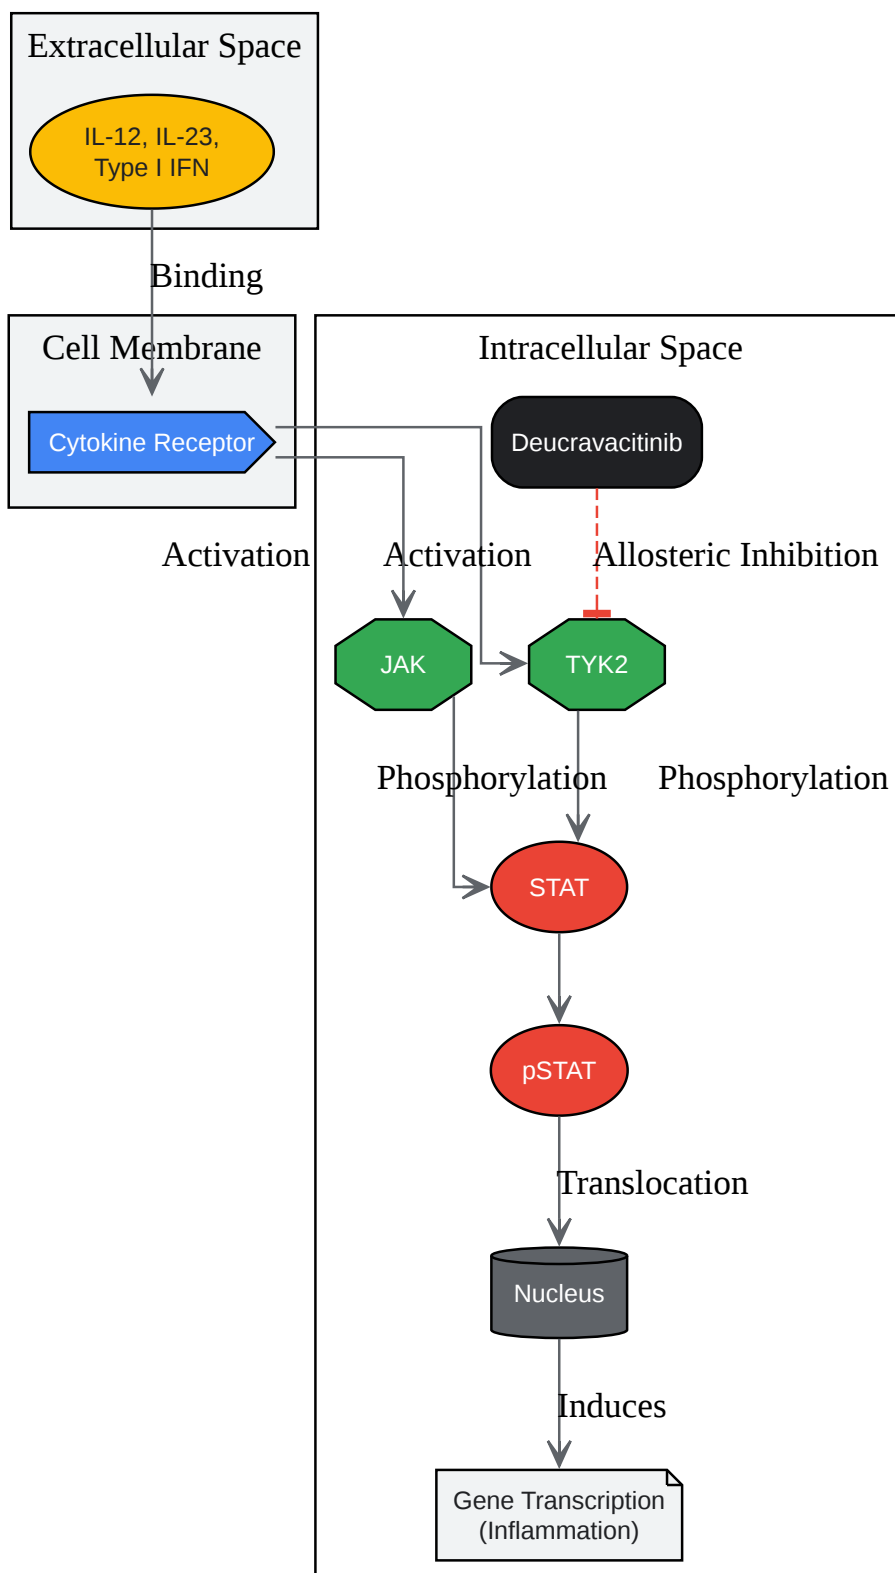 Extracellular Space
IL-12, IL-23,
Type I IFN
Binding
Cell Membrane
Intracellular Space
Cytokine Receptor
Deucravacitinib
Activation
Activation
Allosteric Inhibition
JAK
TYK2
Phosphorylation
Phosphorylation
STAT
pSTAT
Translocation
Nucleus
Induces
Gene Transcription
(Inflammation)